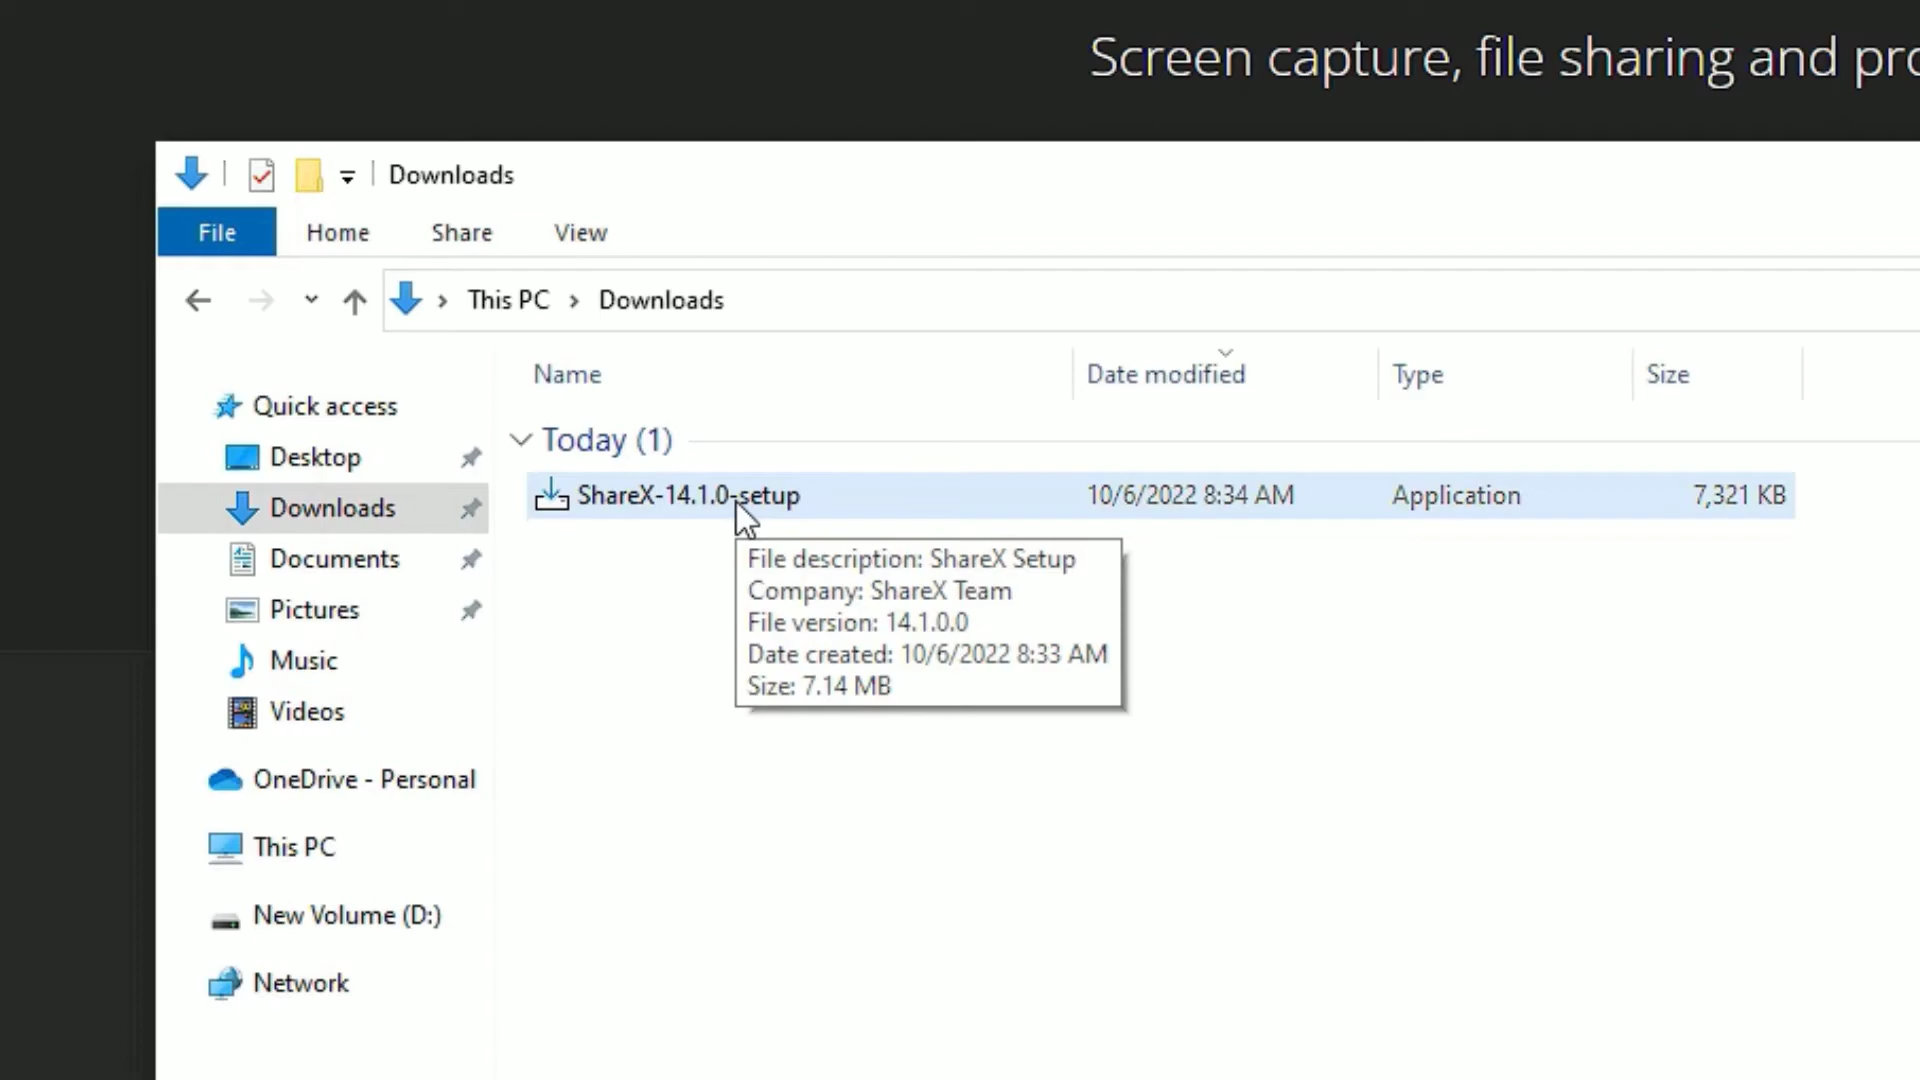 Screen capture, file sharing and pro
Downloads
File Home Share View
This PC Downloads
Name Date modified Type Size
Quick access
Today (1)
Desktop
ShareX-14.1.0-setup 10/6/2022 8:34 AM Application 7,321 KB
Downloads
File description: ShareX Setup
Company: ShareX Team
File version: 14.1.0.0
Date created: 10/6/2022 8:33 AM
Size: 7.14 MB
Documents
Pictures
Music
Videos
OneDrive - Personal
This PC
New Volume (D:)
Network